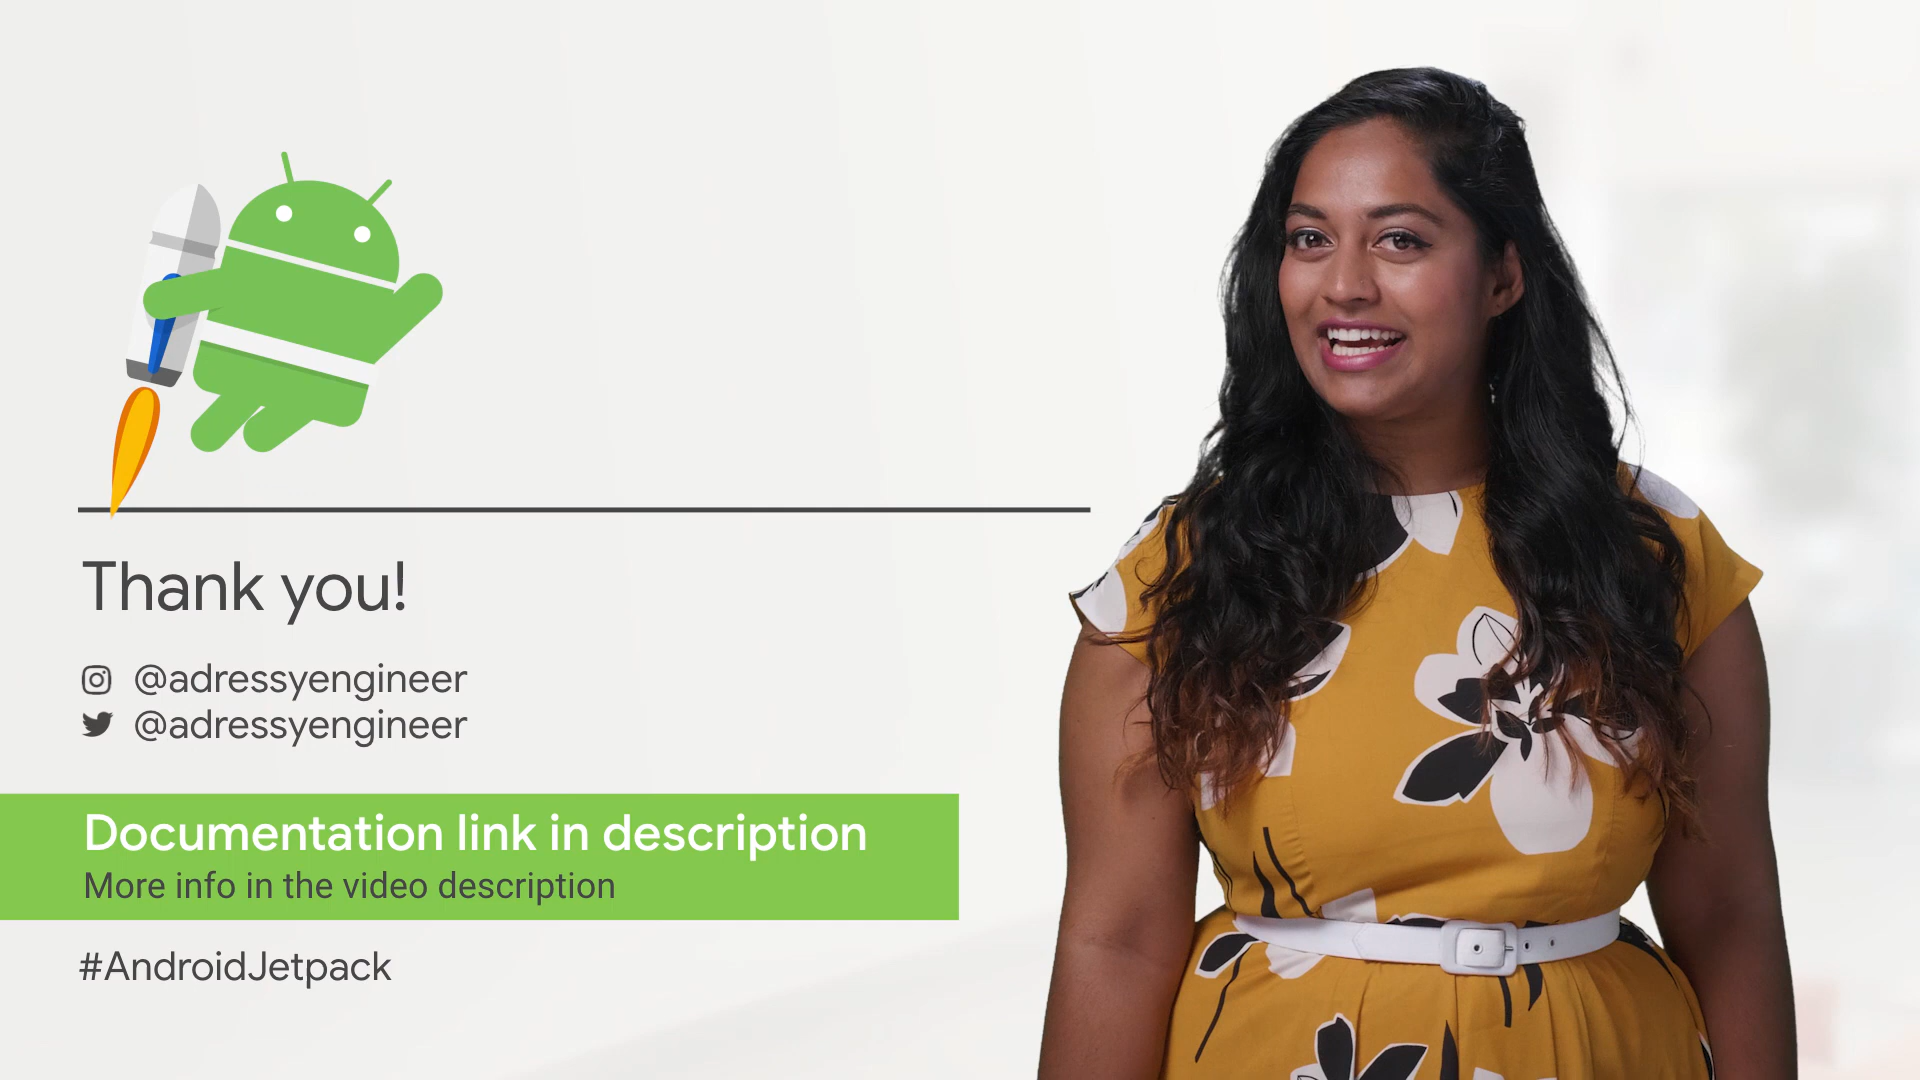 Thank you!
@adressyengineer
@adressyengineer
Documentation link in description
More info in the video description
#AndroidJetpack